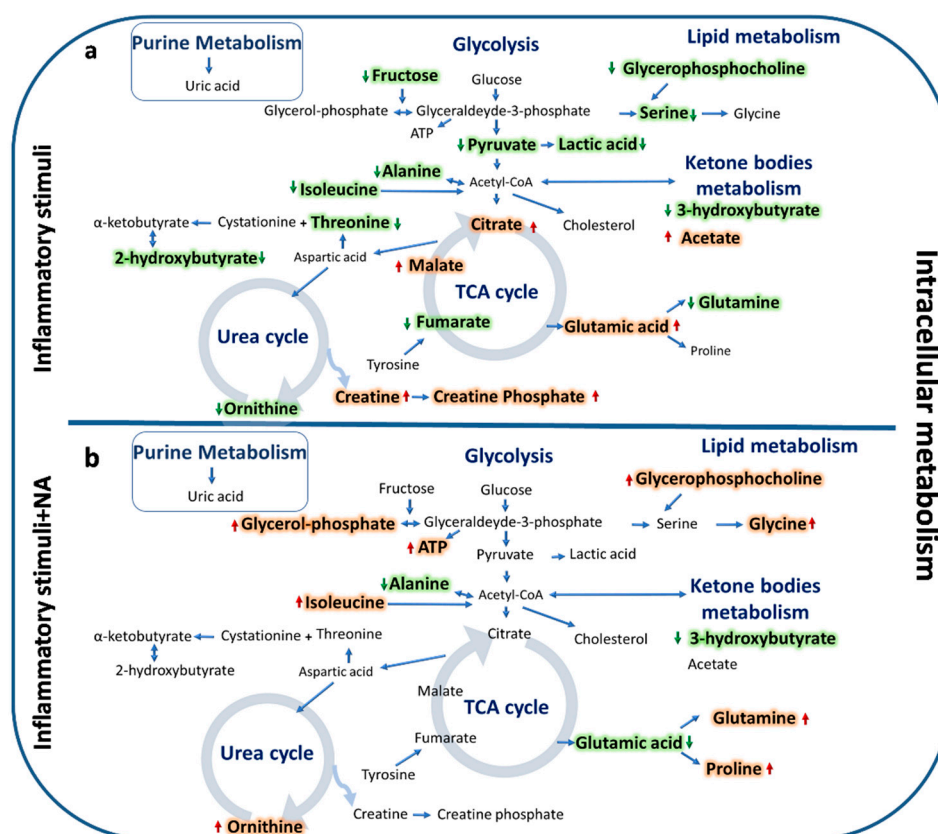 a
Purine Metabolism
Uric acid
Glycolysis
Lipid metabolism
↓Fructose
Glucose
↓ Glycerophosphocholine
Glycerol-phosphate
Glyceraldeyde-3-phosphate
Serine↓
Glycine
ATP
↓ Pyruvate
Lactic acid↓
↓Alanine
↓Isoleucine
Acetyl-CoA
Ketone bodies
metabolism
↓ 3-hydroxybutyrate
↑ Acetate
α-ketobutyrate
Cystationine + Threonine ↓
Citrate ↑
Cholesterol
2-hydroxybutyrate↓
Aspartic acid
↑ Malate
TCA cycle
↓ Glutamine
Urea cycle
↓ Fumarate
Glutamic acid ↑
Tyrosine
Proline
Creatine ↑
Creatine Phosphate ↑
↓Ornithine
Inflammatory stimuli
Intracellular metabolism
b
Purine Metabolism
Uric acid
Glycolysis
Lipid metabolism
Fructose
Glucose
↑Glycerophosphocholine
↑ Glycerol-phosphate
Glyceraldeyde-3-phosphate
Serine
Glycine↑
↑ ATP
Pyruvate
Lactic acid
↓Alanine
↑Isoleucine
Acetyl-CoA
Ketone bodies
metabolism
α-ketobutyrate
Cystationine + Threonine
Citrate
Cholesterol
↓ 3-hydroxybutyrate
Acetate
2-hydroxybutyrate
Aspartic acid
Malate
TCA cycle
Glutamine ↑
Urea cycle
Fumarate
Glutamic acid ↓
Tyrosine
Proline ↑
Creatine
Creatine phosphate
↑ Ornithine
Inflammatory stimuli+NA